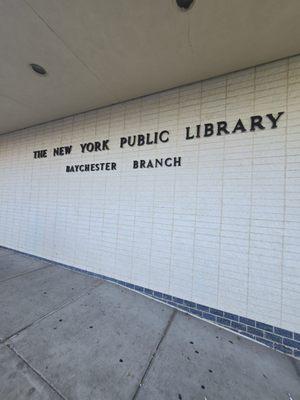 THE NEW YORK PUBLIC LIBRARY
BAYCHESTER BRANCH